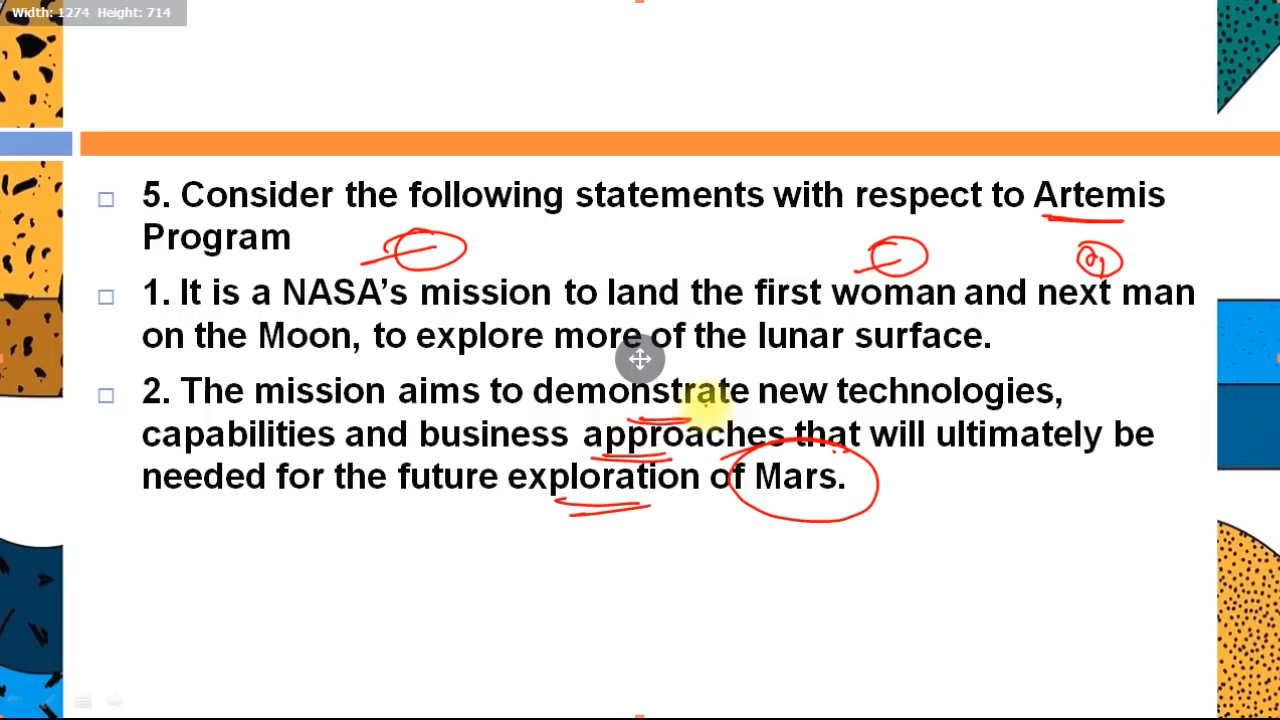 Width: 1274 Height: 714
5. Consider the following statements with respect to Artemis
Program
1. It is a NASA's mission to land the first woman and next man
on the Moon, to explore more of the lunar surface.
2. The mission aims to demonstrate new technologies,
capabilities and business approaches that will ultimately be
needed for the future exploration of Mars.